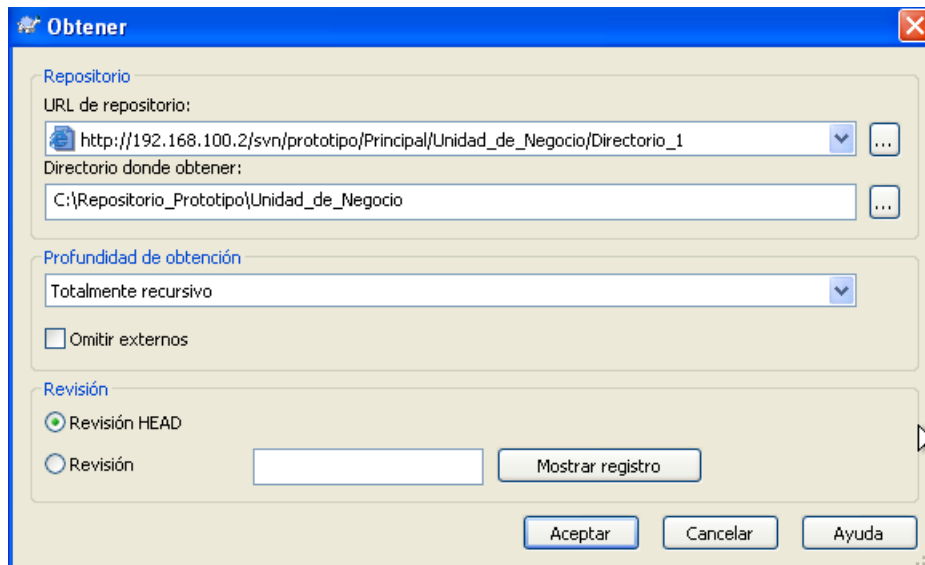 Obtener
Repositorio
URL de repositorio:
http://192.168.100.2/svn/prototipo/Principal/Unidad_de_Negocio/Directorio_1
...
Directorio donde obtener:
C:\Repositorio_Prototipo\Unidad_de_Negocio
...
Profundidad de obtención
Totalmente recursivo
Omitir externos
Revisión
Revisión HEAD
Revisión
Mostrar registro
Aceptar Cancelar Ayuda